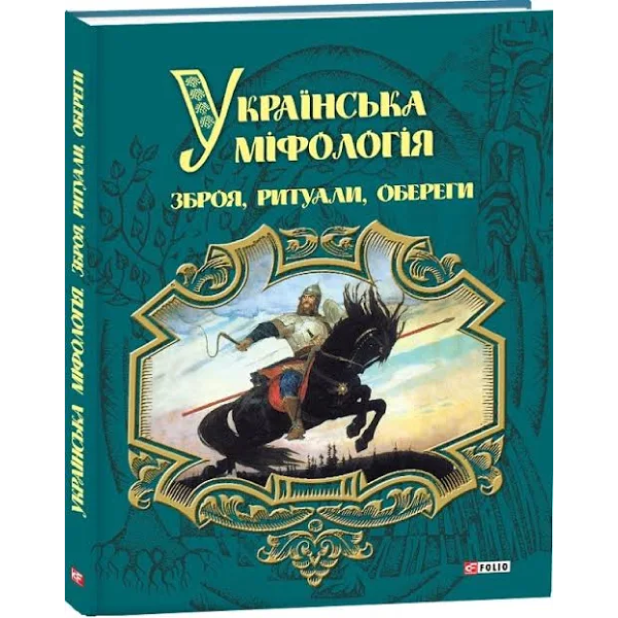 Українська
міфологія
зброя, ритуали, обереги
Українська міфологія. Зброя, ритуали, обереги
FOLIO